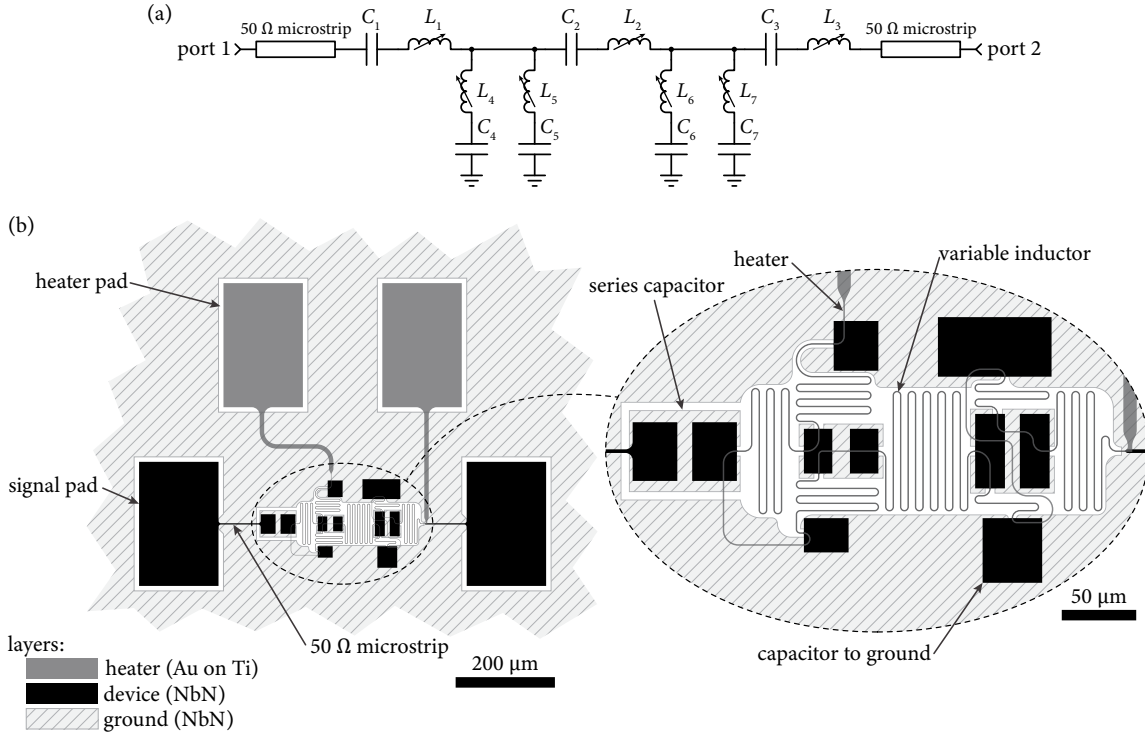 (a)
port 1
50 Ω microstrip
C1
L1
C2
L2
C3
L3
50 Ω microstrip
port 2
L4
L5
L6
L7
C4
C5
C6
C7
(b)
heater pad
signal pad
50 Ω microstrip
200 μm
heater
variable inductor
series capacitor
50 μm
capacitor to ground
layers:
heater (Au on Ti)
device (NbN)
ground (NbN)